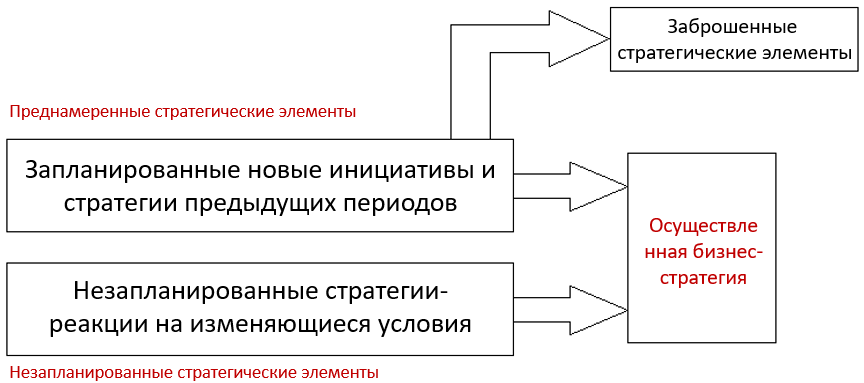 Заброшенные
стратегические элементы
Преднамеренные стратегические элементы
Запланированные новые инициативы и
стратегии предыдущих периодов
Осуществле
нная бизнес-
стратегия
Незапланированные стратегии-
реакции на изменяющиеся условия
Незапланированные стратегические элементы